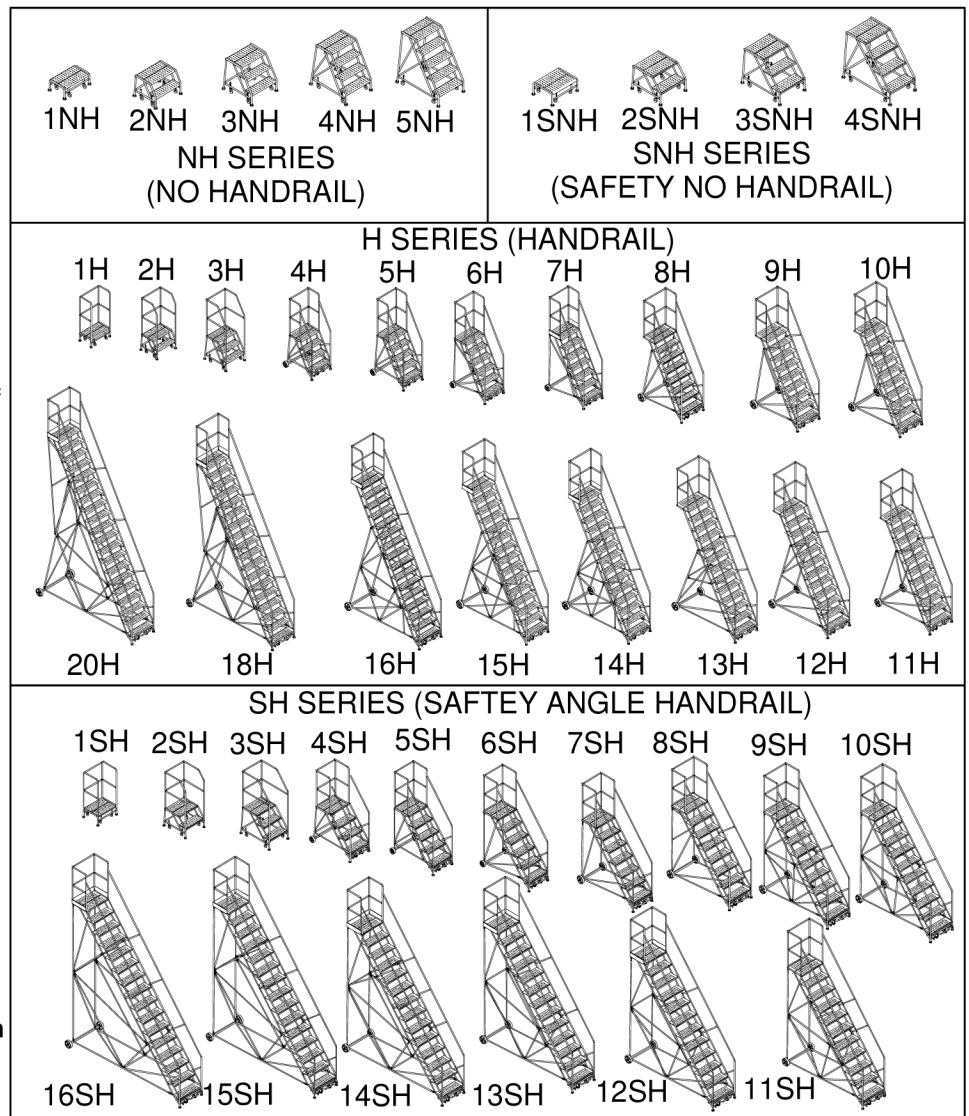 1NH 2NH 3NH 4NH 5NH
NH SERIES
(NO HANDRAIL)
1SNH 2SNH 3SNH 4SNH
SNH SERIES
(SAFETY NO HANDRAIL)
H SERIES (HANDRAIL)
1H 2H 3H 4H 5H 6H 7H 8H 9H 10H
20H 18H 16H 15H 14H 13H 12H 11H
SH SERIES (SAFTEY ANGLE HANDRAIL)
1SH 2SH 3SH 4SH 5SH 6SH 7SH 8SH 9SH 10SH
16SH 15SH 14SH 13SH 12SH 11SH